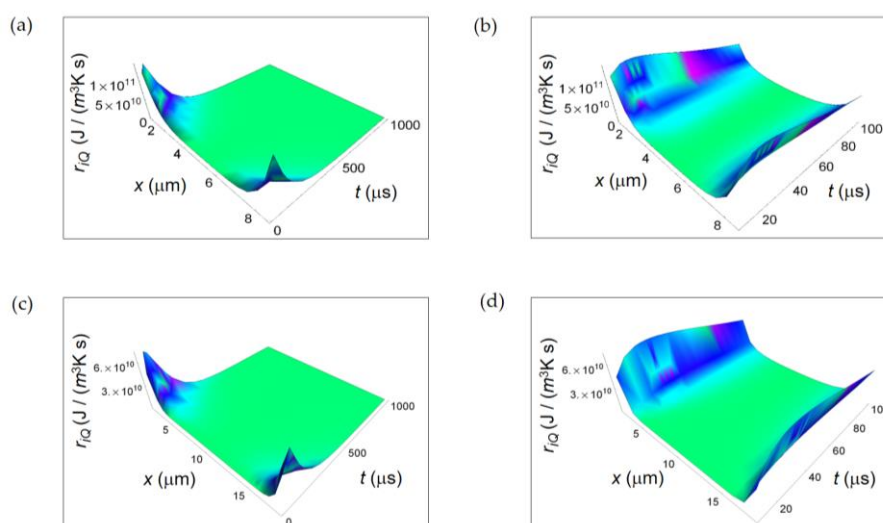 (a)
r_iQ (J / (m³K s)
1×10¹¹
5×10¹⁰
0
2
4
6
8
x (μm)
0
500
1000
t (μs)
(b)
r_iQ (J / (m³K s)
1×10¹¹
5×10¹⁰
0
2
4
6
8
x (μm)
20
40
60
80
100
t (μs)
(c)
r_iQ (J / (m³K s)
6.×10¹⁰
3.×10¹⁰
5
10
15
x (μm)
0
500
1000
t (μs)
(d)
r_iQ (J / (m³K s)
6.×10¹⁰
3.×10¹⁰
5
10
15
x (μm)
20
40
60
80
10
t (μs)